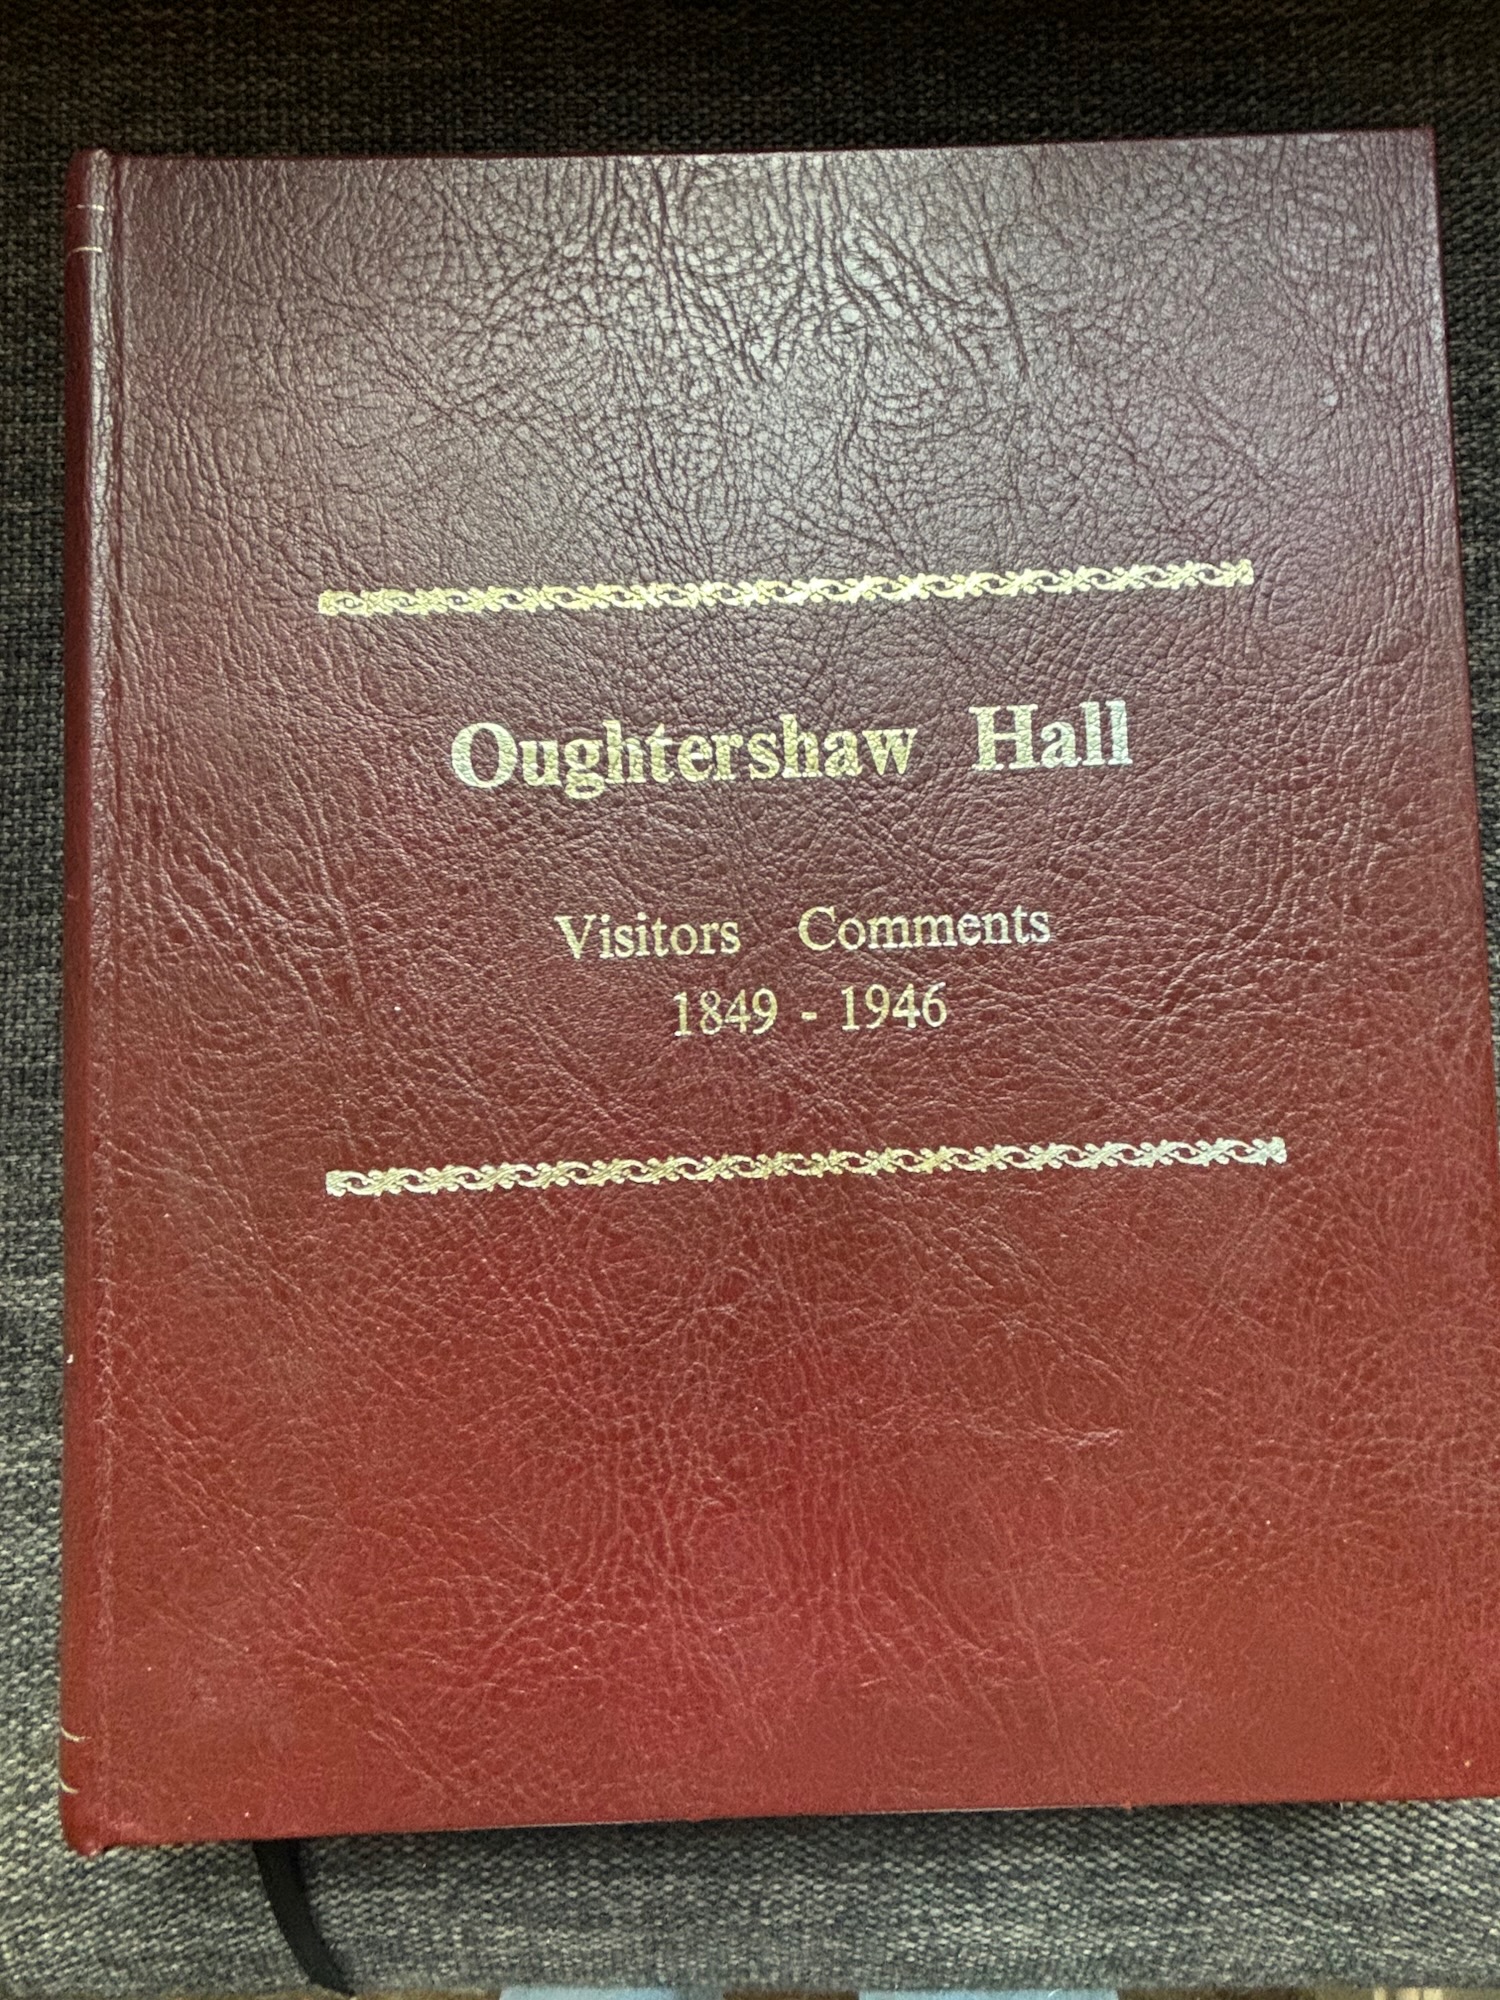 Oughtershaw Hall
Visitors Comments
1849 - 1946